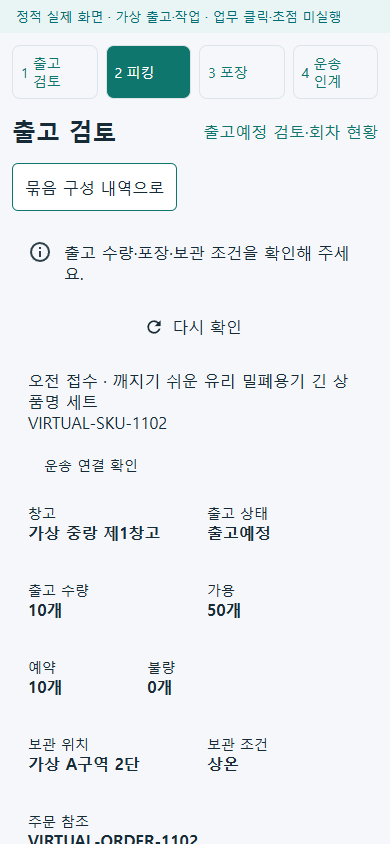 정적 실제 화면 · 가상 출고·작업 · 업무 클릭·초점 미실행
1 출고 검토
2 피킹
3 포장
4 운송 인계
출고 검토
출고예정 검토·회차 현황
묶음 구성 내역으로
출고 수량·포장·보관 조건을 확인해 주세
요.
다시 확인
오전 접수 · 깨지기 쉬운 유리 밀폐용기 긴 상
품명 세트
VIRTUAL-SKU-1102
운송 연결 확인
창고
가상 중랑 제1창고
출고 상태
출고예정
출고 수량
10개
가용
50개
예약
10개
불량
0개
보관 위치
가상 A구역 2단
보관 조건
상온
주문 참조
VIRTUAL-ORDER-1102